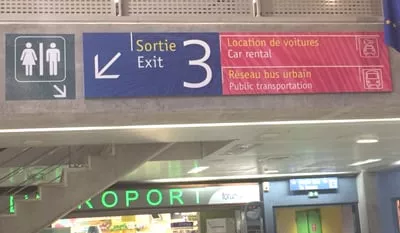 Sortie
Exit
3
Location de voitures
Car rental
Réseau bus urbain
Public transportation
ROPORT